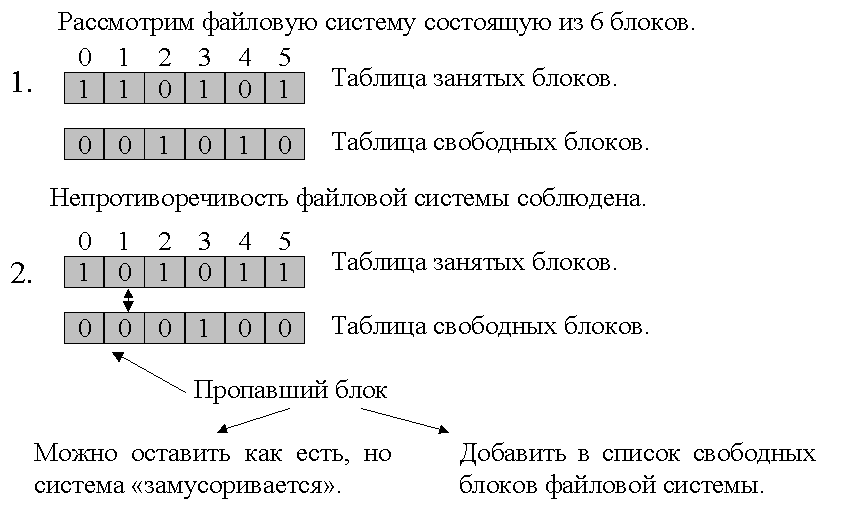 Рассмотрим файловую систему состоящую из 6 блоков.
0 1 2 3 4 5
1. 1 1 0 1 0 1 Таблица занятых блоков.
0 0 1 0 1 0 Таблица свободных блоков.
Непротиворечивость файловой системы соблюдена.
0 1 2 3 4 5
2. 1 0 1 0 1 1 Таблица занятых блоков.
0 0 0 1 0 0 Таблица свободных блоков.
Пропавший блок
Можно оставить как есть, но
система «замусоривается».
Добавить в список свободных
блоков файловой системы.